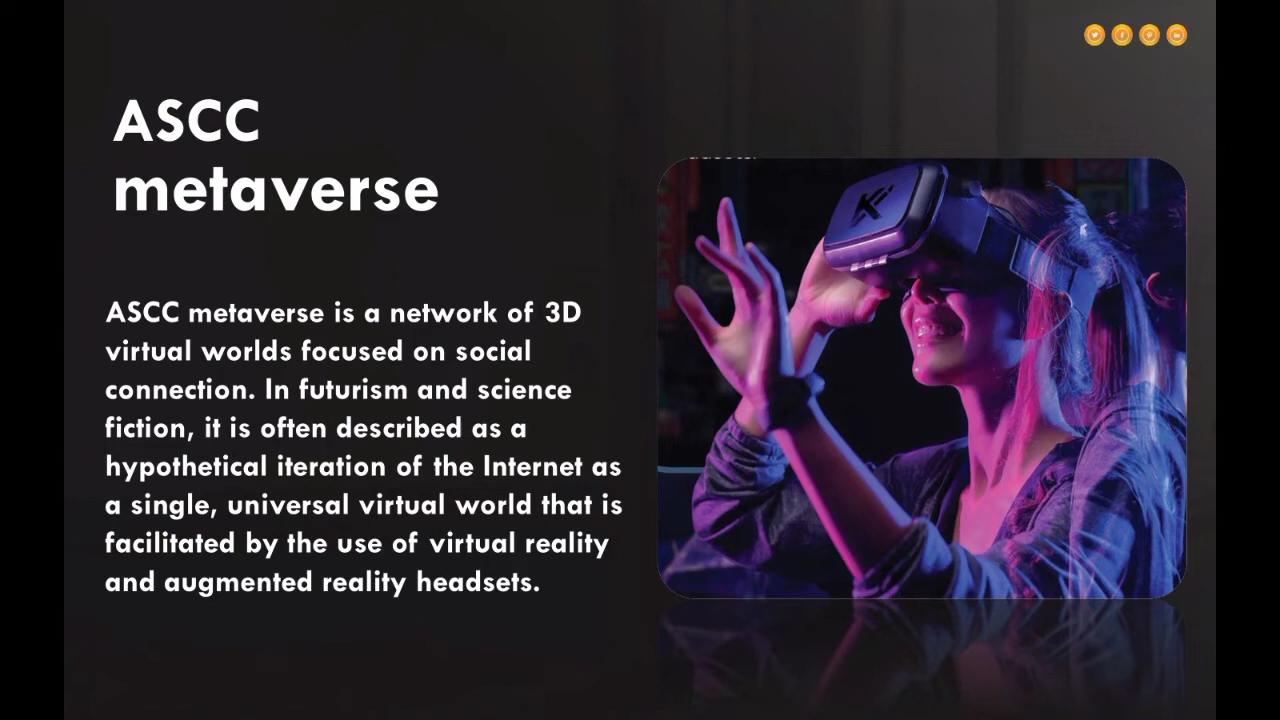 ASCC
metaverse
ASCC metaverse is a network of 3D
virtual worlds focused on social
connection. In futurism and science
fiction, it is often described as a
hypothetical iteration of the Internet as
a single, universal virtual world that is
facilitated by the use of virtual reality
and augmented reality headsets.